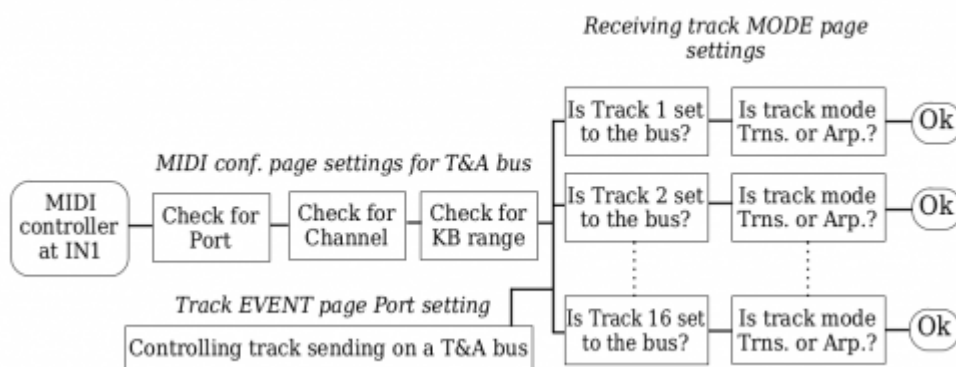 Receiving track MODE page
settings
Is Track 1 set
to the bus?
Is track mode
Trns. or Arp.?
Ok
MIDI conf. page settings for T&A bus
MIDI
controller
at IN1
Check for
Port
Check for
Channel
Check for
KB range
Is Track 2 set
to the bus?
Is track mode
Trns. or Arp.?
Ok
Track EVENT page Port setting
Controlling track sending on a T&A bus
Is Track 16 set
to the bus?
Is track mode
Trns. or Arp.?
Ok